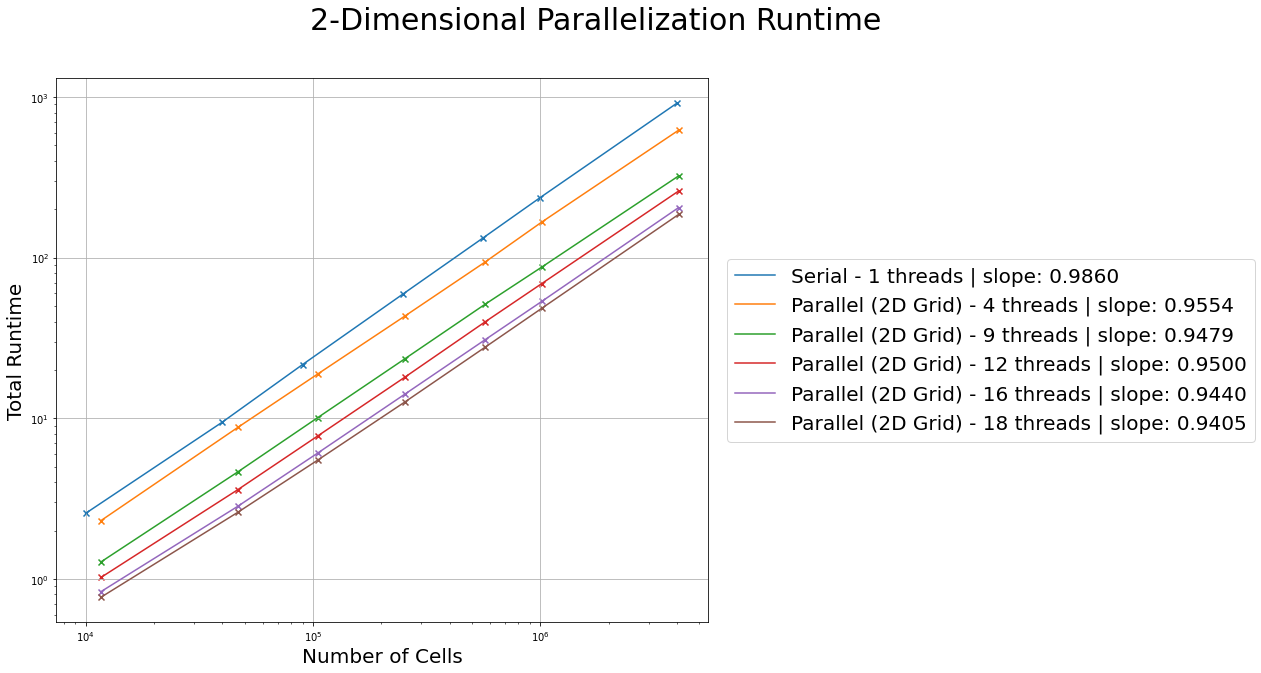 2-Dimensional Parallelization Runtime
10³
10²
10¹
10⁰
Total Runtime
10⁴ 10⁵ 10⁶
Number of Cells
Serial - 1 threads | slope: 0.9860
Parallel (2D Grid) - 4 threads | slope: 0.9554
Parallel (2D Grid) - 9 threads | slope: 0.9479
Parallel (2D Grid) - 12 threads | slope: 0.9500
Parallel (2D Grid) - 16 threads | slope: 0.9440
Parallel (2D Grid) - 18 threads | slope: 0.9405